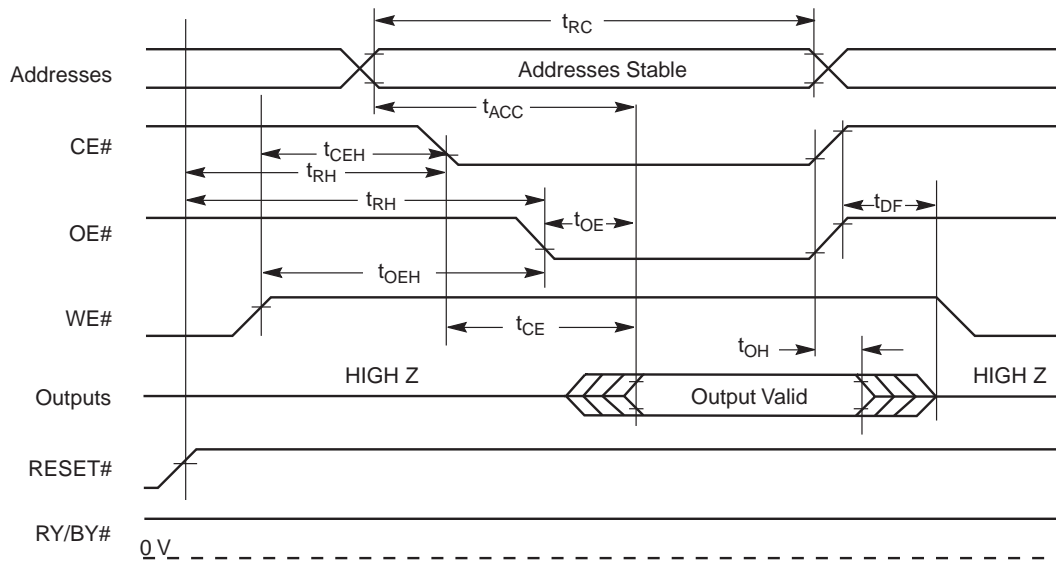 tRC
Addresses
Addresses Stable
tACC
CE#
tCEH
tRH
tRH
OE#
tOE
tDF
tOEH
WE#
tCE
tOH
Outputs
HIGH Z
Output Valid
HIGH Z
RESET#
RY/BY#
0 V